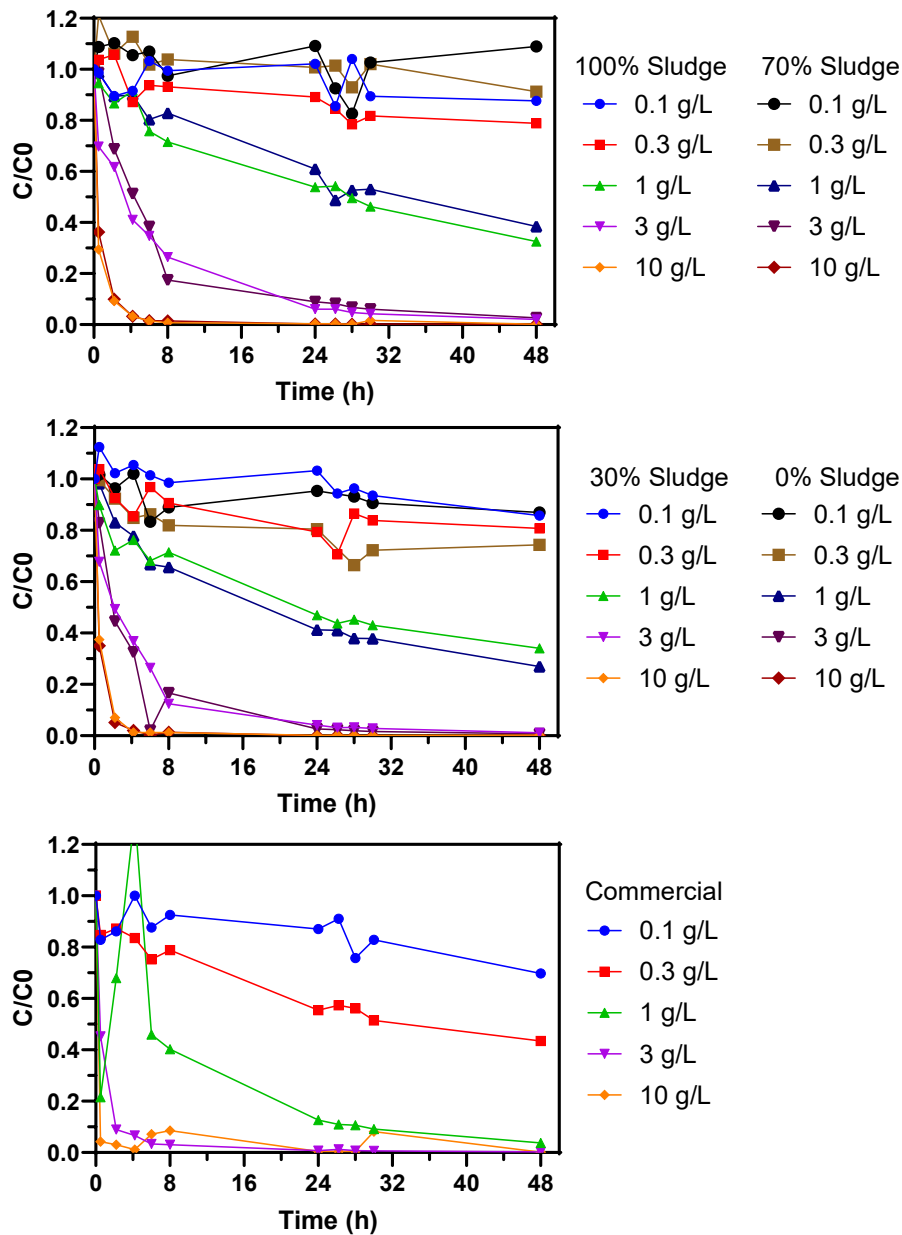 1.2
1.0
0.8
0.6
0.4
0.2
0.0
C/C0
0 8 16 24 32 40 48
Time (h)
100% Sludge 70% Sludge
0.1 g/L 0.1 g/L
0.3 g/L 0.3 g/L
1 g/L 1 g/L
3 g/L 3 g/L
10 g/L 10 g/L
1.2
1.0
0.8
0.6
0.4
0.2
0.0
C/C0
0 8 16 24 32 40 48
Time (h)
30% Sludge 0% Sludge
0.1 g/L 0.1 g/L
0.3 g/L 0.3 g/L
1 g/L 1 g/L
3 g/L 3 g/L
10 g/L 10 g/L
1.2
1.0
0.8
0.6
0.4
0.2
0.0
C/C0
0 8 16 24 32 40 48
Time (h)
Commercial
0.1 g/L
0.3 g/L
1 g/L
3 g/L
10 g/L